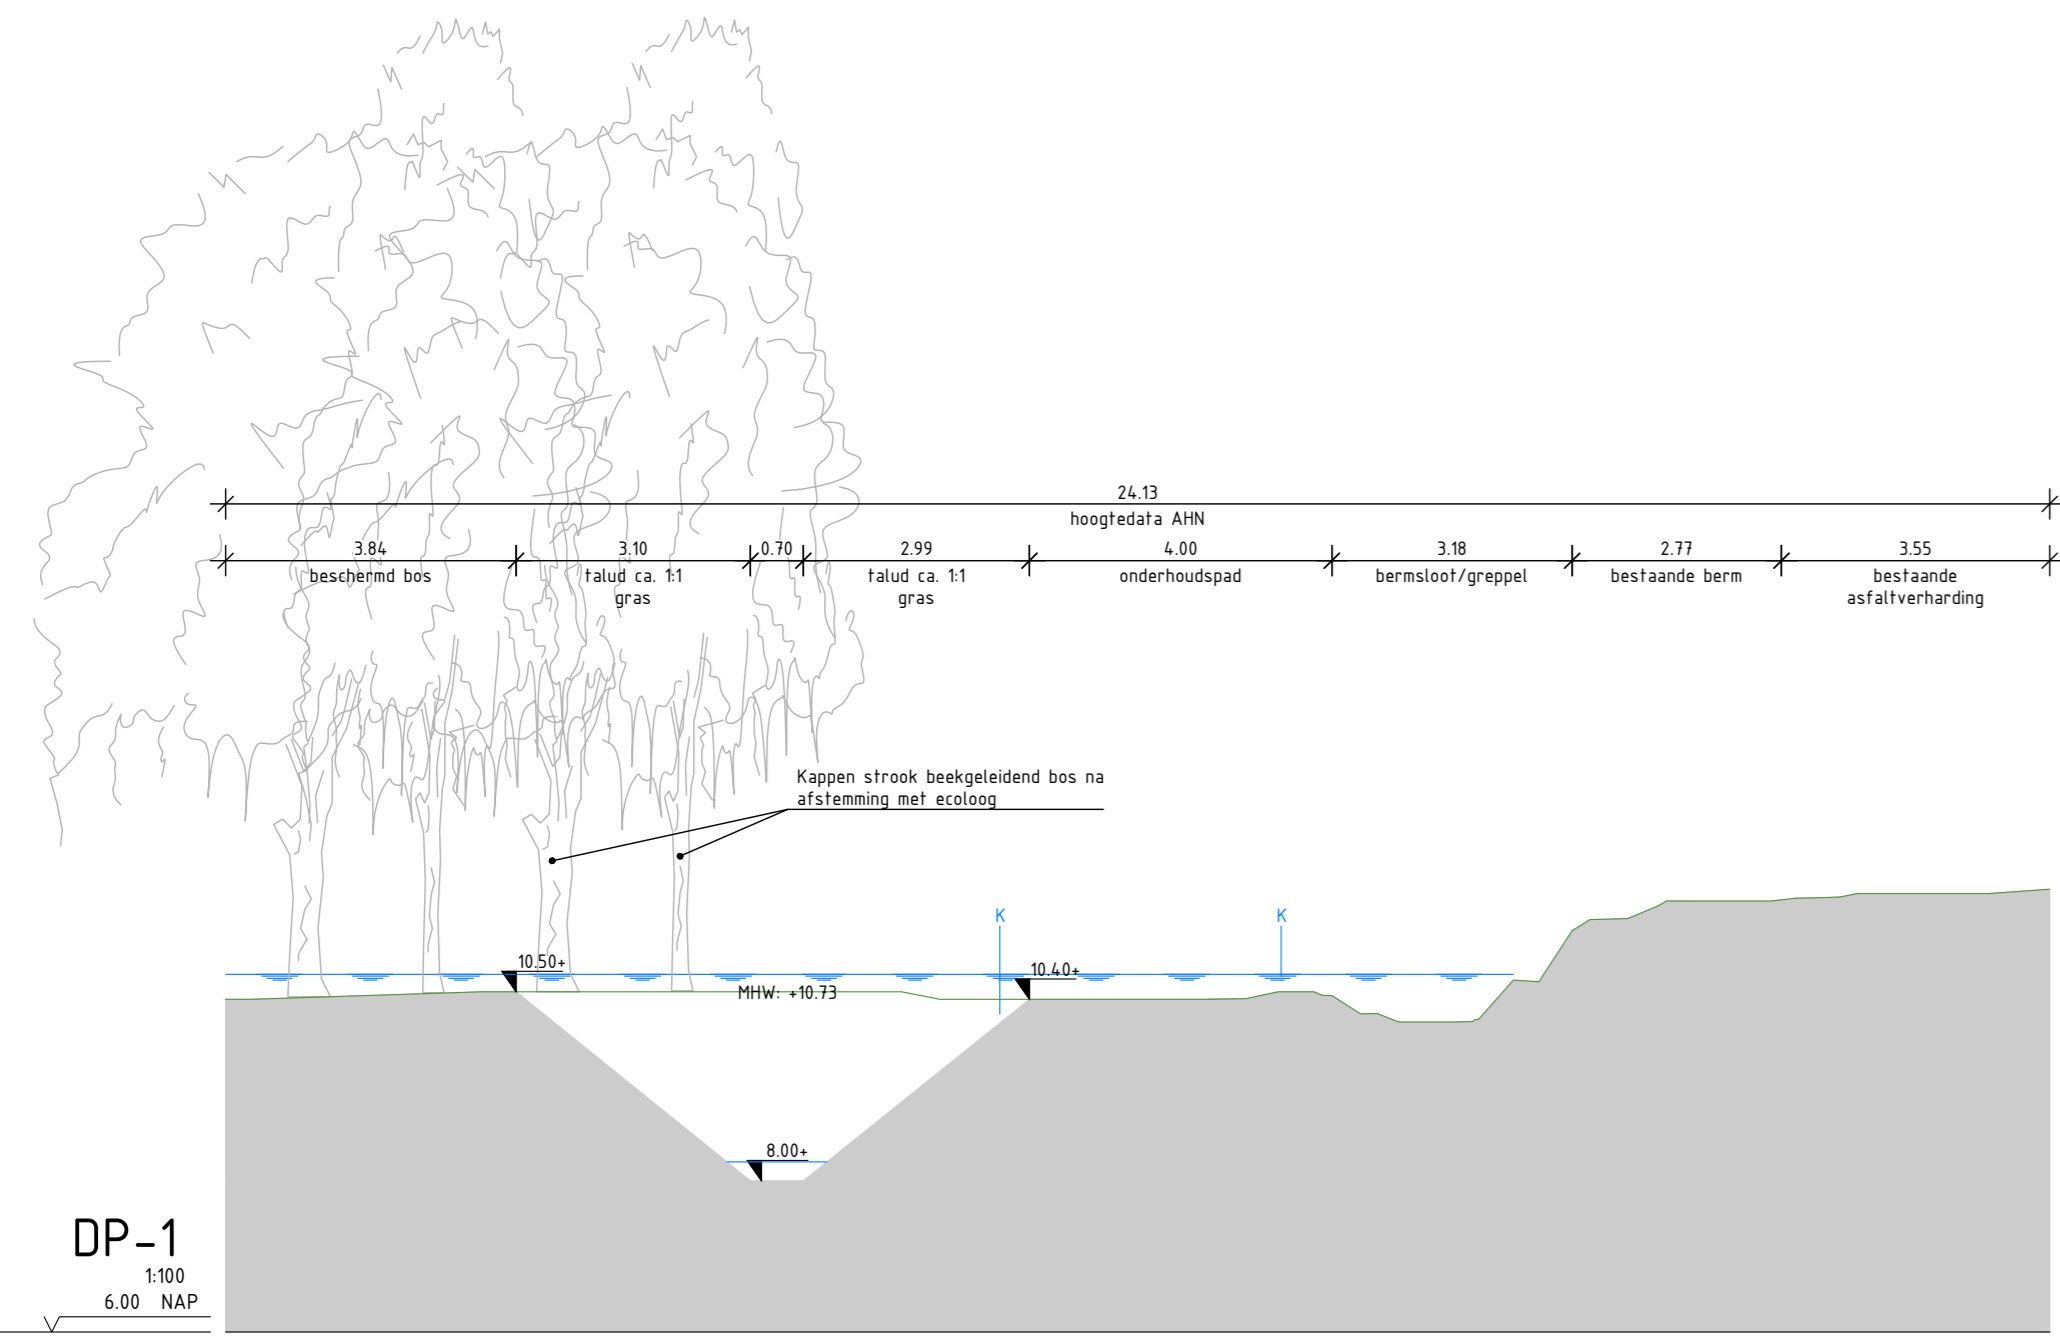 24.13
hoogtedata AHN
3.84 3.10 0.70 2.99 4.00 3.18 2.77 3.55
beschermd bos talud ca. 1:1 talud ca. 1:1 onderhoudspad bermsloot/greppel bestaande berm bestaande
gras gras asfaltverharding
Kappen strook beekgeleidend bos na
afstemming met ecoloog
K K
10.50+ 10.40+
MHW: +10.73
8.00+
DP-1
1:100
6.00 NAP